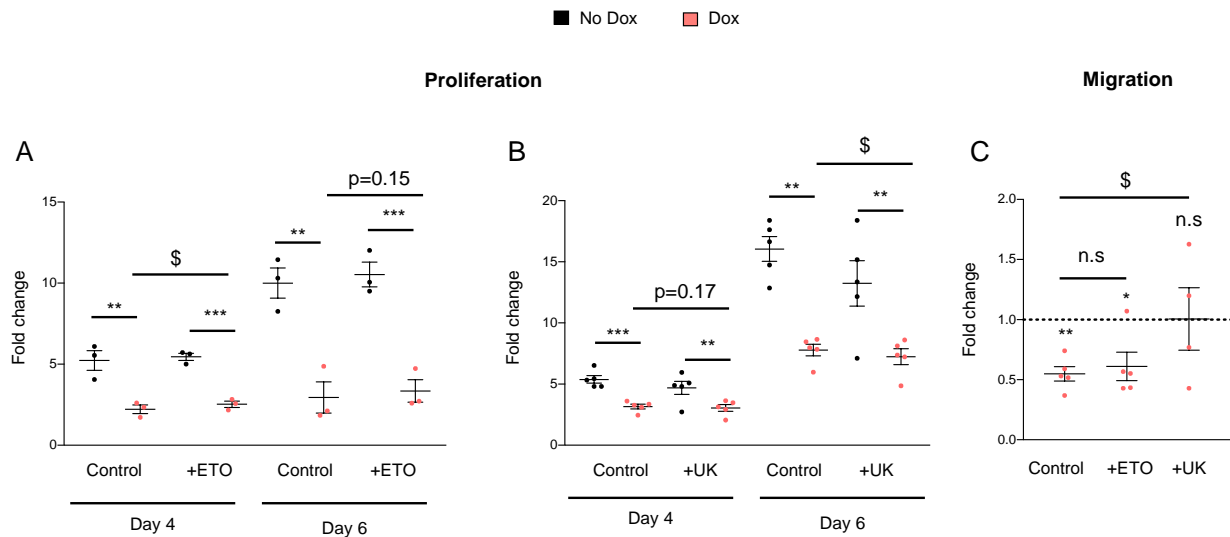 No Dox Dox
Proliferation
Migration
A
Fold change
15
10
5
0
**
$
***
**
p=0.15
***
Control +ETO Control +ETO
Day 4 Day 6
B
Fold change
20
15
10
5
0
***
p=0.17
**
**
$
**
Control +UK Control +UK
Day 4 Day 6
C
Fold change
2.0
1.5
1.0
0.5
0.0
$
n.s
n.s
*
**
Control +ETO +UK